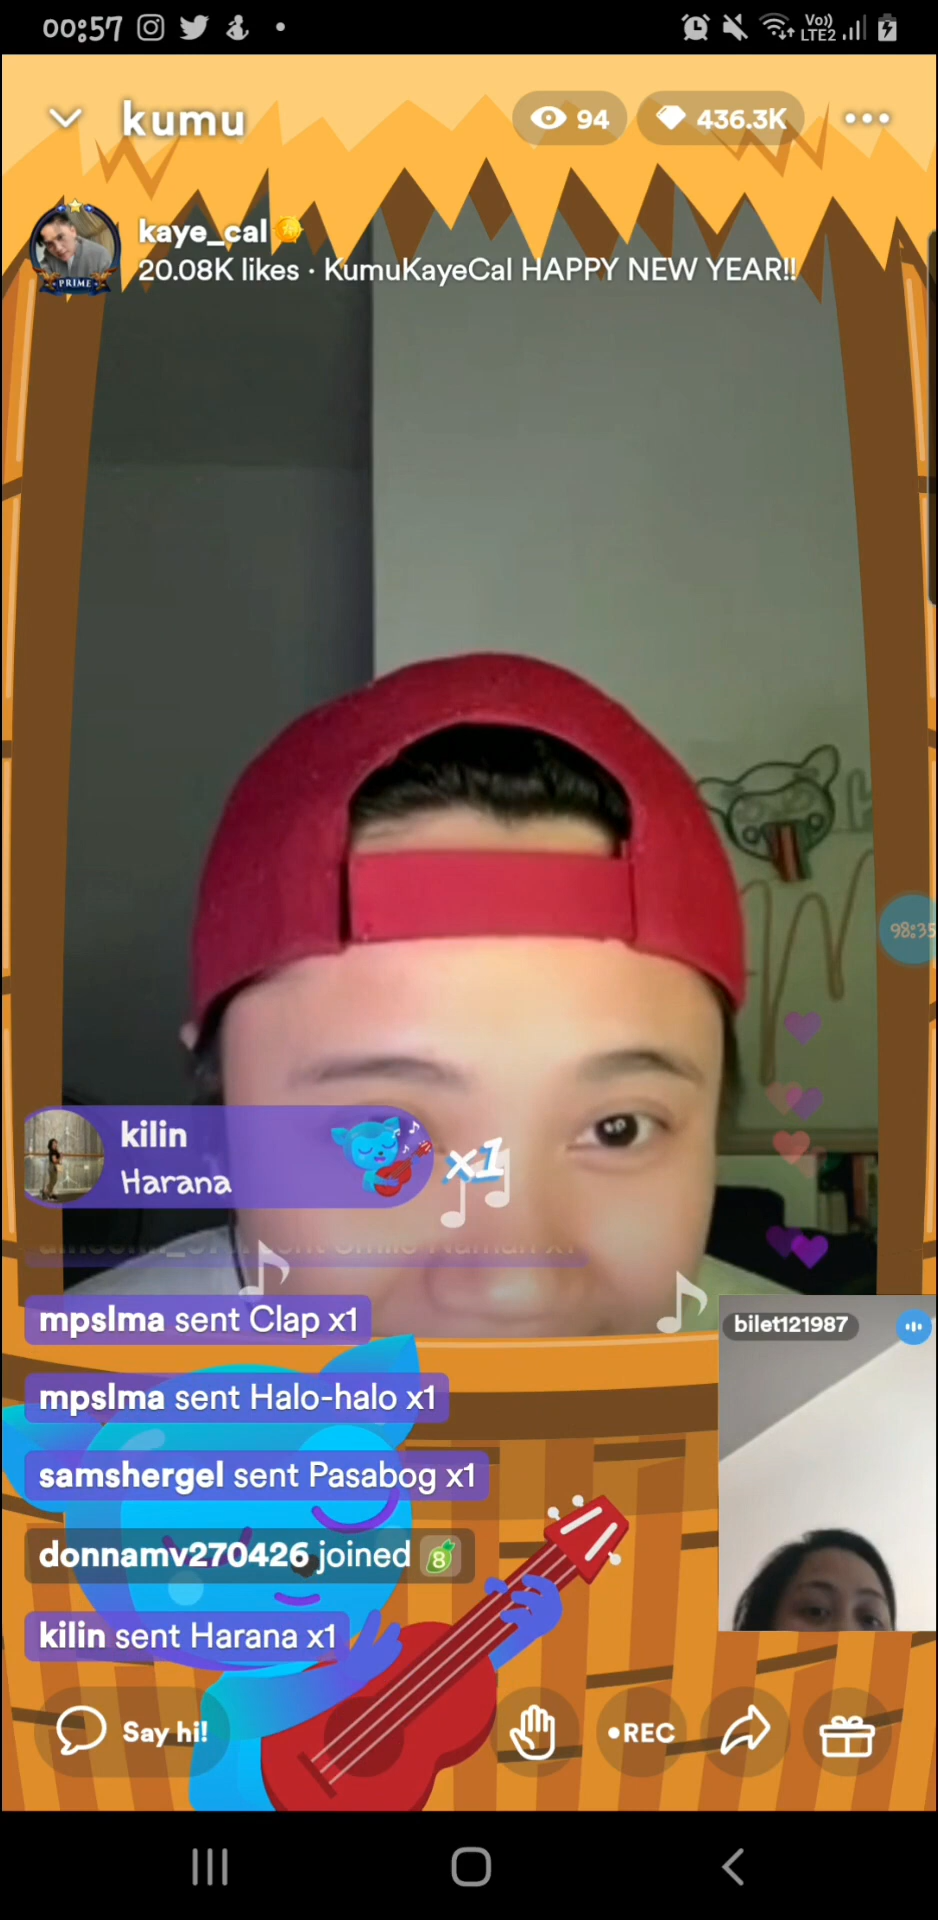 00:57
Vo))
LTE2
kumu
94
436.3K
kaye_cal
20.08K likes · KumuKayeCal HAPPY NEW YEAR!!
PRIME
98:35
kilin
Harana
x1
mpslma sent Clap x1
bilet121987
mpslma sent Halo-halo x1
samshergel sent Pasabog x1
donnamv270426 joined 8
kilin sent Harana x1
Say hi!
•REC